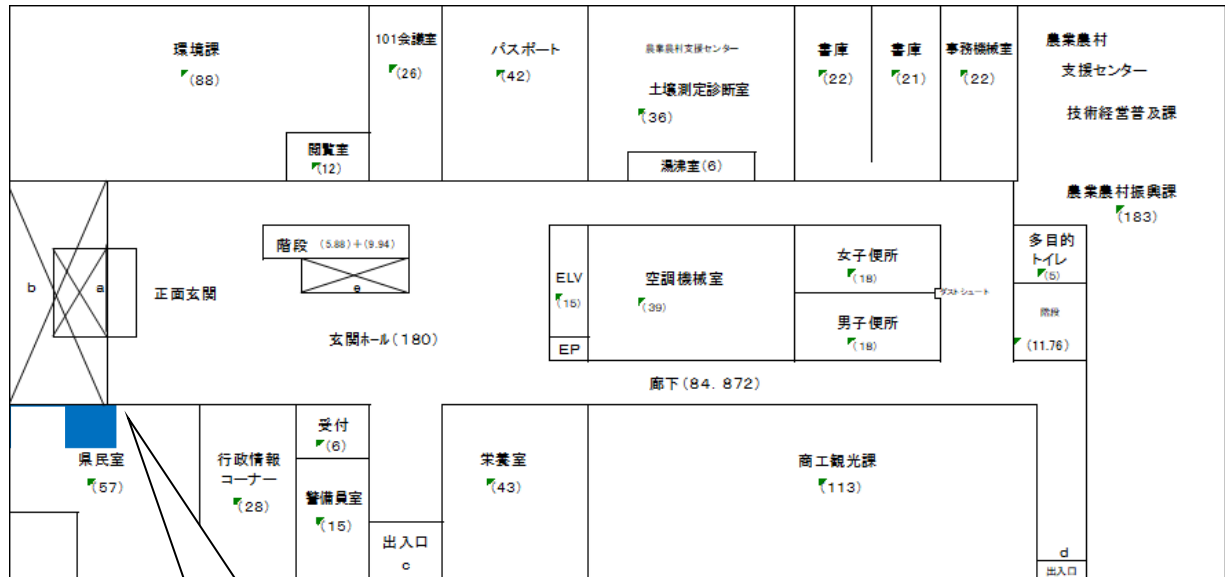 環境課
(88)
閲覧室
(12)
101会議室
(26)
パスポート
(42)
農業農村支援センター
土壌測定診断室
(36)
湯沸室(6)
書庫
(22)
書庫
(21)
事務機械室
(22)
農業農村
支援センター
技術経営普及課
農業農村振興課
(183)
b
a
正面玄関
階段 (5.88)+(9.94)
e
玄関ホール(180)
ELV
(15)
EP
空調機械室
(39)
女子便所
(18)
男子便所
(18)
ダストシュート
多目的
トイレ
(5)
階段
(11.76)
廊下(84.872)
県民室
(57)
行政情報
コーナー
(28)
受付
(6)
警備員室
(15)
出入口
c
栄養室
(43)
商工観光課
(113)
d
出入口